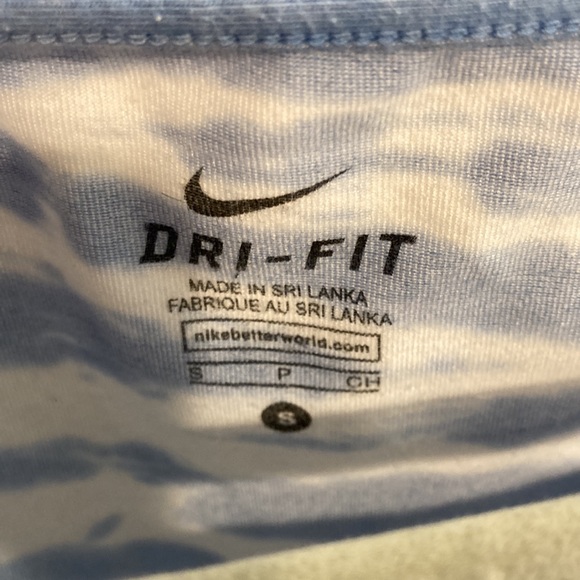 DRI-FIT
MADE IN SRI LANKA
FABRIQUE AU SRI LANKA
nikebetterworld.com
S P CH
S